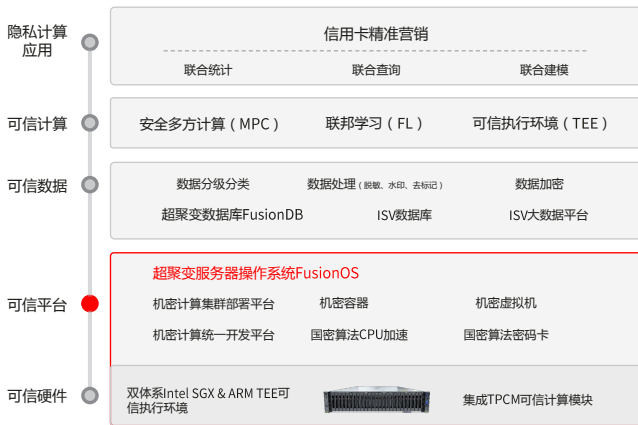 隐私计算
应用
信用卡精准营销
联合统计
联合查询
联合建模
可信计算
安全多方计算(MPC)
联邦学习(FL)
可信执行环境(TEE)
可信数据
数据分级分类
数据处理(脱敏、水印、去标记)
数据加密
超聚变数据库FusionDB
ISV数据库
ISV大数据平台
可信平台
超聚变服务器操作系统FusionOS
机密计算集群部署平台
机密容器
机密虚拟机
机密计算统一开发平台
国密算法CPU加速
国密算法密码卡
可信硬件
双体系Intel SGX & ARM TEE可
信执行环境
集成TPCM可信计算模块